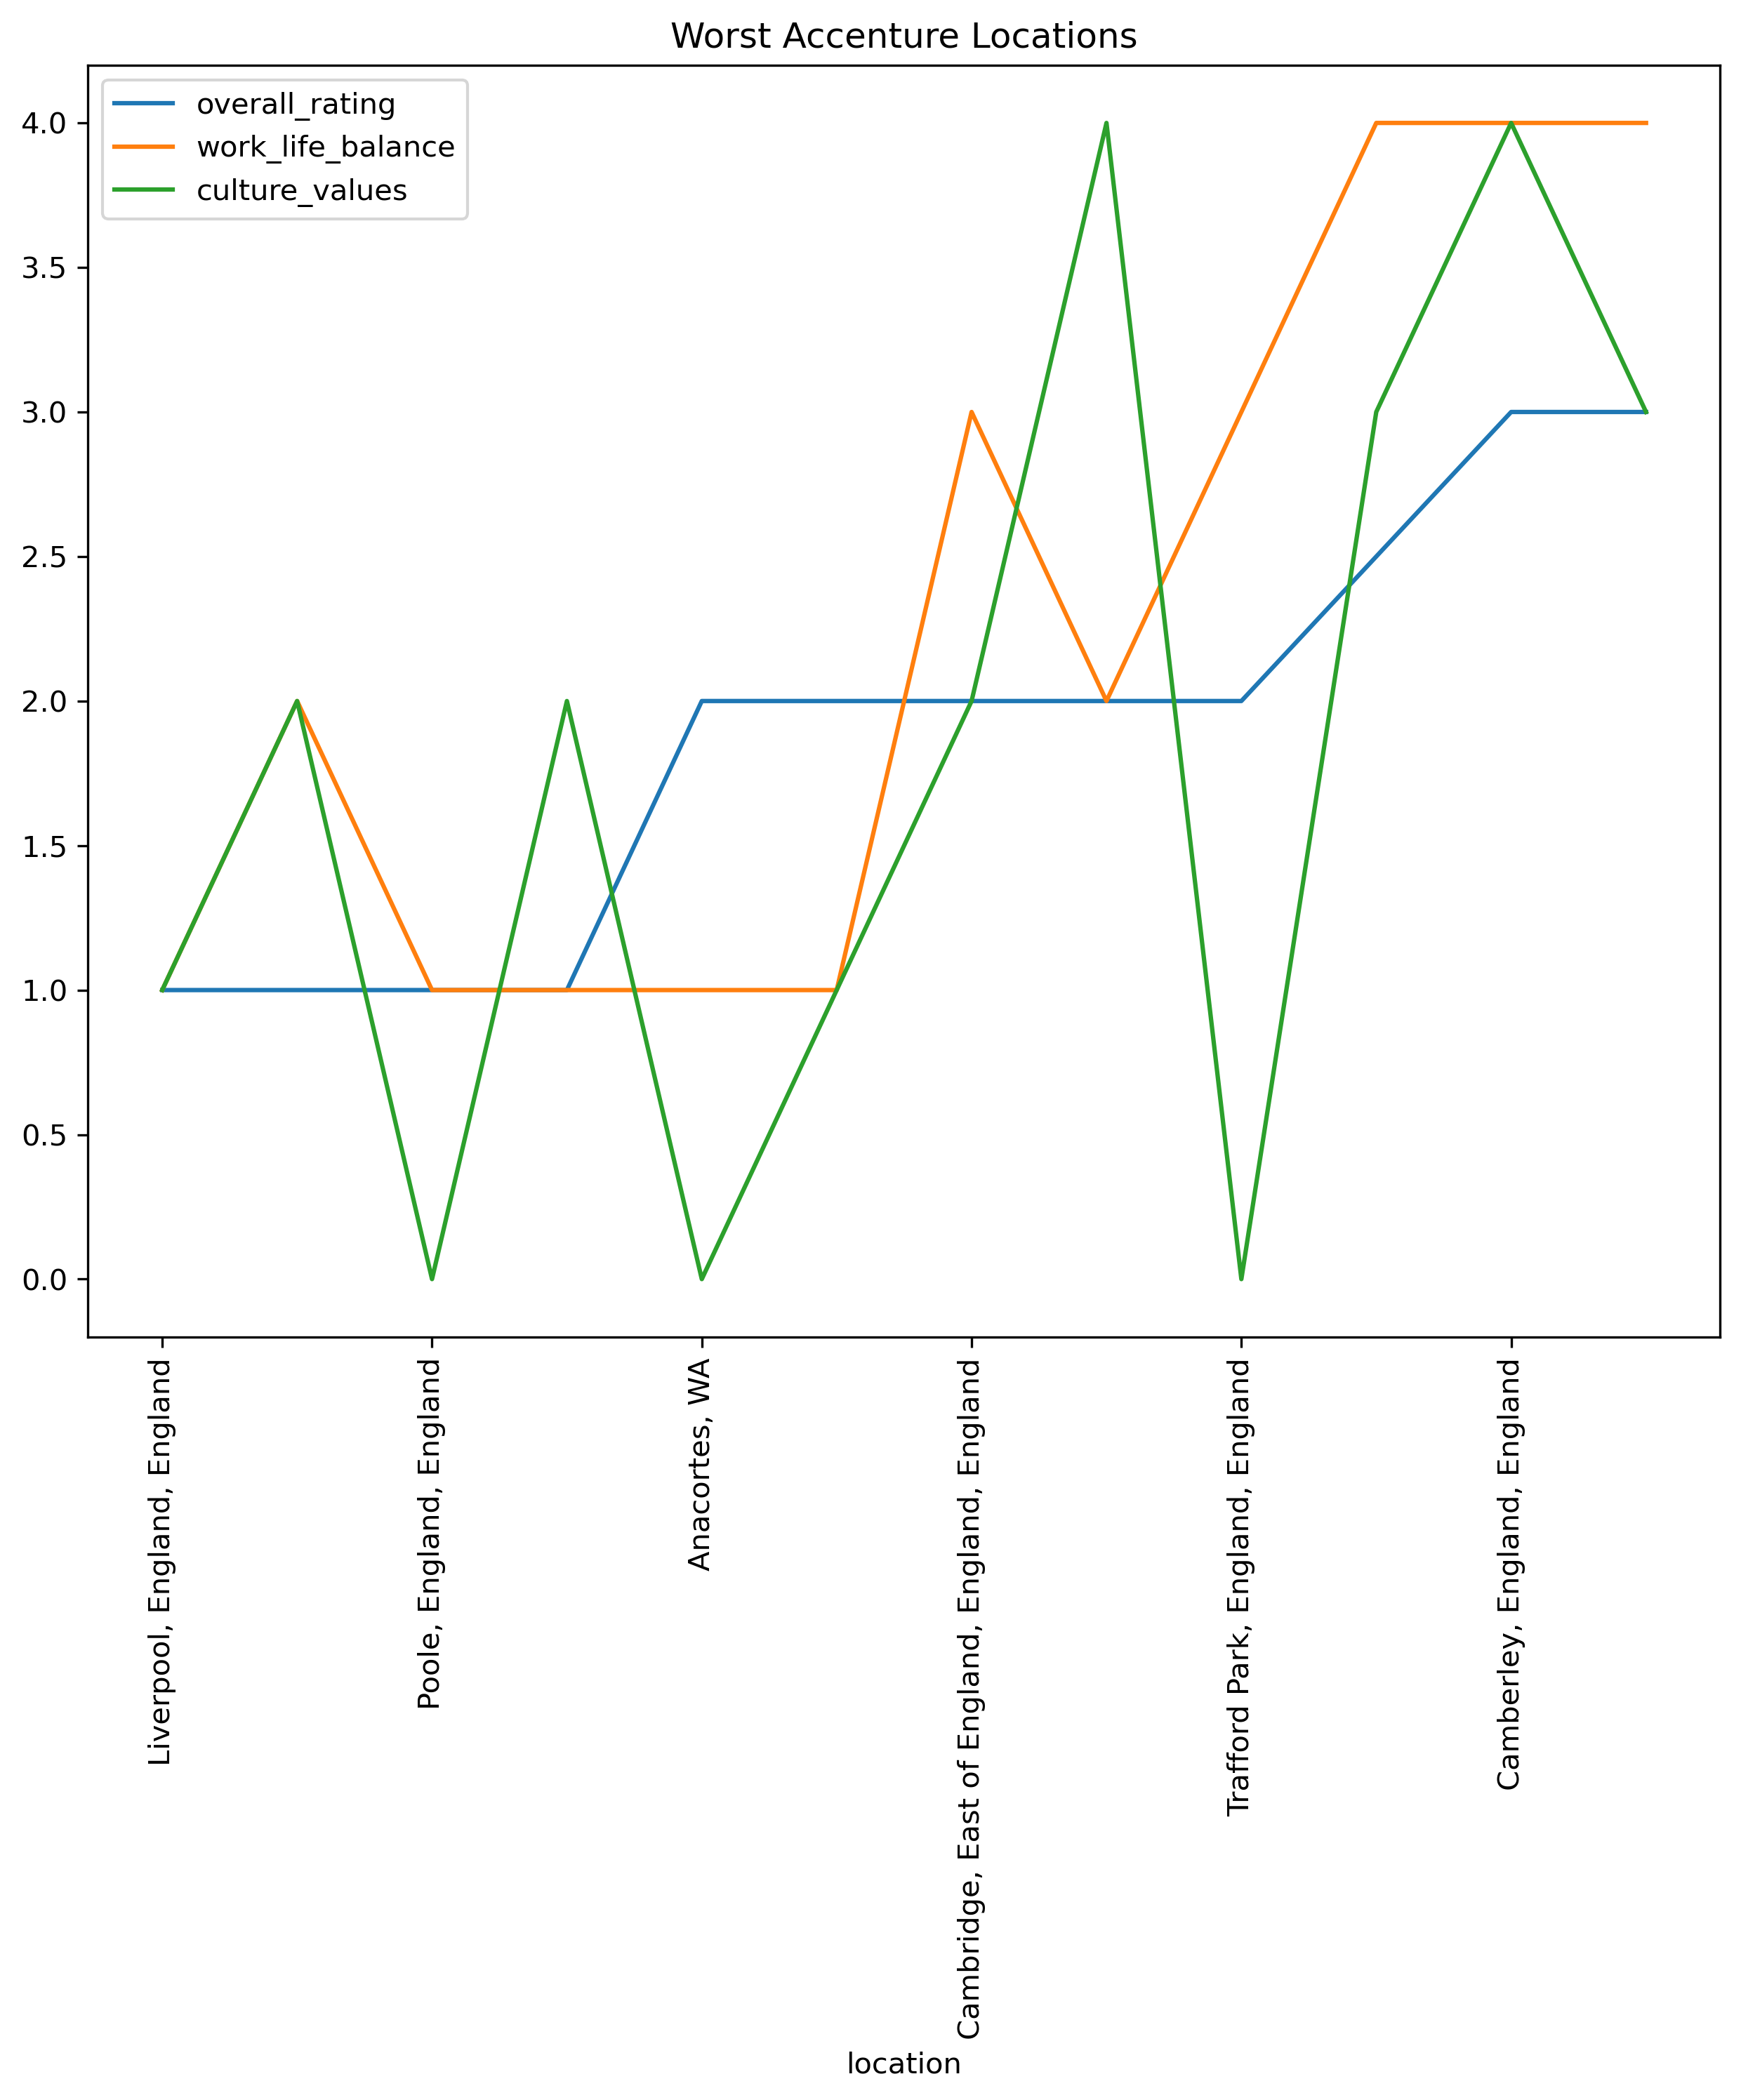 Worst Accenture Locations
overall_rating
work_life_balance
culture_values
4.0
3.5
3.0
2.5
2.0
1.5
1.0
0.5
0.0
Liverpool, England, England
Poole, England, England
Anacortes, WA
Cambridge, East of England, England, England
Trafford Park, England, England
Camberley, England, England
location